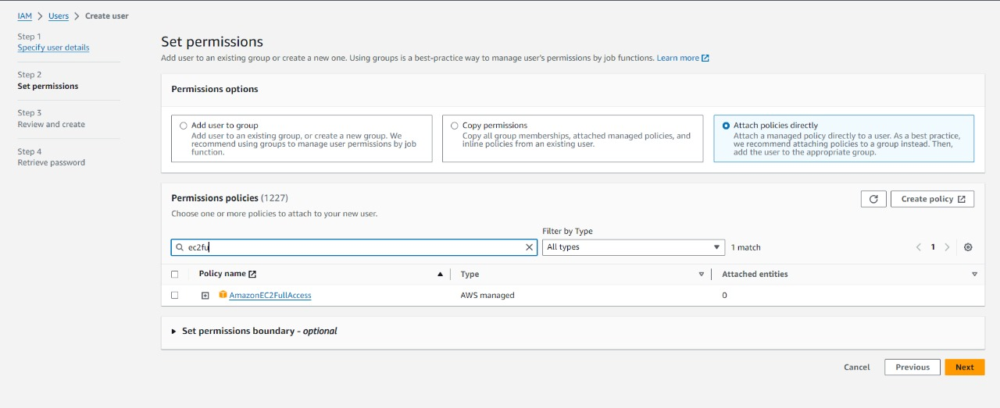 IAM > Users > Create user
Step 1
Specify user details
Step 2
Set permissions
Step 3
Review and create
Step 4
Retrieve password
Set permissions
Add user to an existing group or create a new one. Using groups is a best-practice way to manage user's permissions by job functions. Learn more
Permissions options
Add user to group
Add user to an existing group, or create a new group. We
recommend using groups to manage user permissions by job
function.
Copy permissions
Copy all group memberships, attached managed policies, and
inline policies from an existing user.
Attach policies directly
Attach a managed policy directly to a user. As a best practice,
we recommend attaching policies to a group instead. Then,
add the user to the appropriate group.
Permissions policies (1227)
Create policy
Choose one or more policies to attach to your new user.
Filter by Type
ec2fu
All types
1 match
1
Policy name
Type
Attached entities
AmazonEC2FullAccess
AWS managed
0
Set permissions boundary - optional
Cancel
Previous
Next